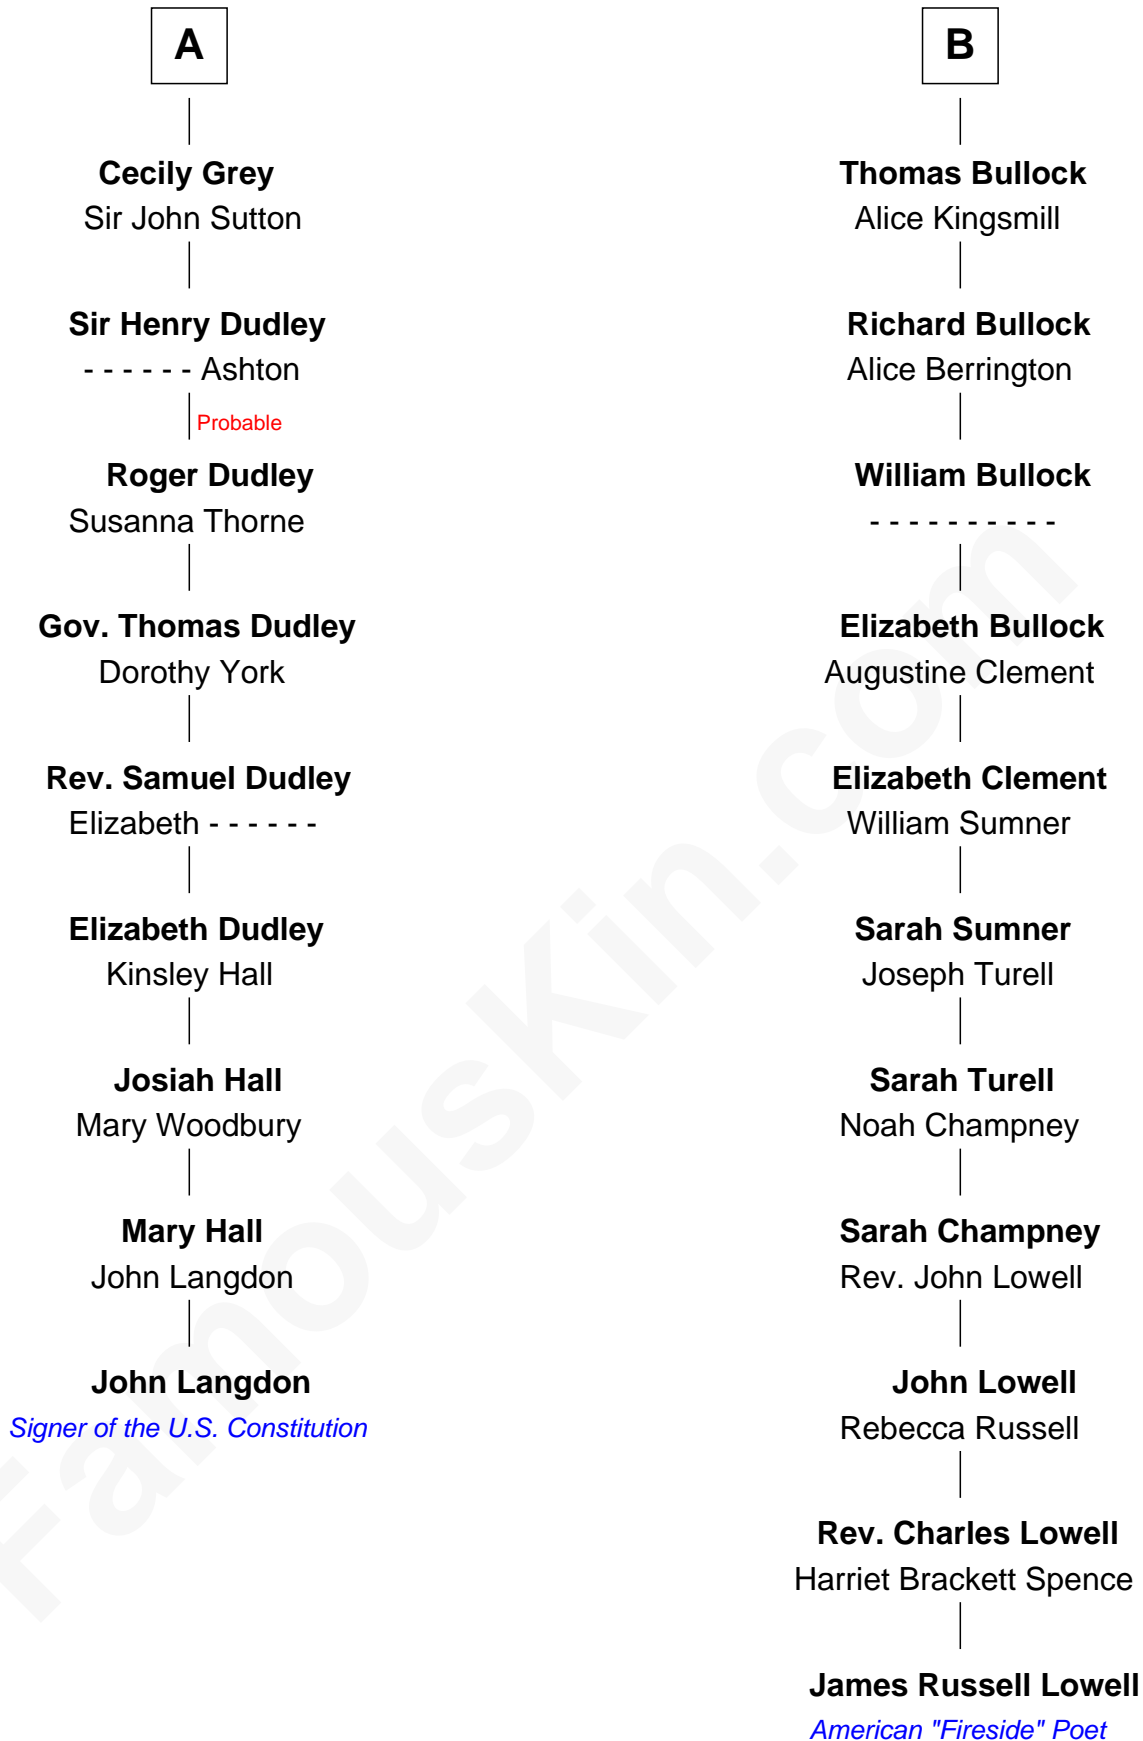 A
Cecily Grey
Sir John Sutton
Sir Henry Dudley
- - - - - - Ashton
Probable
Roger Dudley
Susanna Thorne
Gov. Thomas Dudley
Dorothy York
Rev. Samuel Dudley
Elizabeth - - - - - -
Elizabeth Dudley
Kinsley Hall
Josiah Hall
Mary Woodbury
Mary Hall
John Langdon
John Langdon
Signer of the U.S. Constitution
B
Thomas Bullock
Alice Kingsmill
Richard Bullock
Alice Berrington
William Bullock
- - - - - - - - - -
Elizabeth Bullock
Augustine Clement
Elizabeth Clement
William Sumner
Sarah Sumner
Joseph Turell
Sarah Turell
Noah Champney
Sarah Champney
Rev. John Lowell
John Lowell
Rebecca Russell
Rev. Charles Lowell
Harriet Brackett Spence
James Russell Lowell
American "Fireside" Poet
FamousKin.com